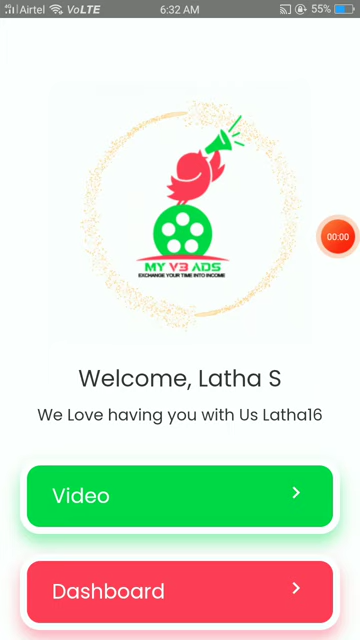 Airtel VoLTE 6:32 AM 55%
MY V3 ADS
EXCHANGE YOUR TIME INTO INCOME
00:00
Welcome, Latha S
We Love having you with Us Latha16
Video
Dashboard